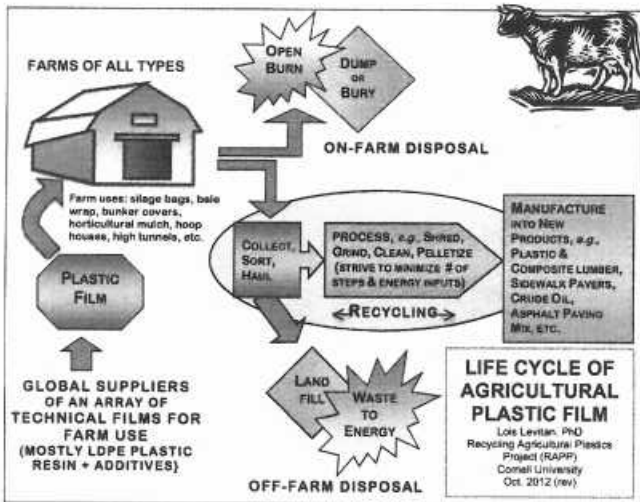 FARMS OF ALL TYPES
OPEN
BURN
DUMP
OR
BURY
ON-FARM DISPOSAL
Farm uses: silage bags, bale
wrap, bunker covers,
horticultural mulch, hoop
houses, high tunnels, etc.
PLASTIC
FILM
GLOBAL SUPPLIERS
OF AN ARRAY OF
TECHNICAL FILMS FOR
FARM USE
(MOSTLY LDPE PLASTIC
RESIN + ADDITIVES)
COLLECT,
SORT,
HAUL
PROCESS, e.g., SHRED,
GRIND, CLEAN, PELLETIZE
(STRIVE TO MINIMIZE # OF
STEPS & ENERGY INPUTS)
RECYCLING
MANUFACTURE
INTO NEW
PRODUCTS, e.g.,
PLASTIC &
COMPOSITE LUMBER,
SIDEWALK PAVERS,
CRUDE OIL,
ASPHALT PAVING
MIX, ETC.
LAND
FILL
WASTE
TO
ENERGY
OFF-FARM DISPOSAL
LIFE CYCLE OF
AGRICULTURAL
PLASTIC FILM
Lois Levitan, PhD
Recycling Agricultural Plastics
Project (RAPP)
Cornell University
Oct. 2012 (rev)